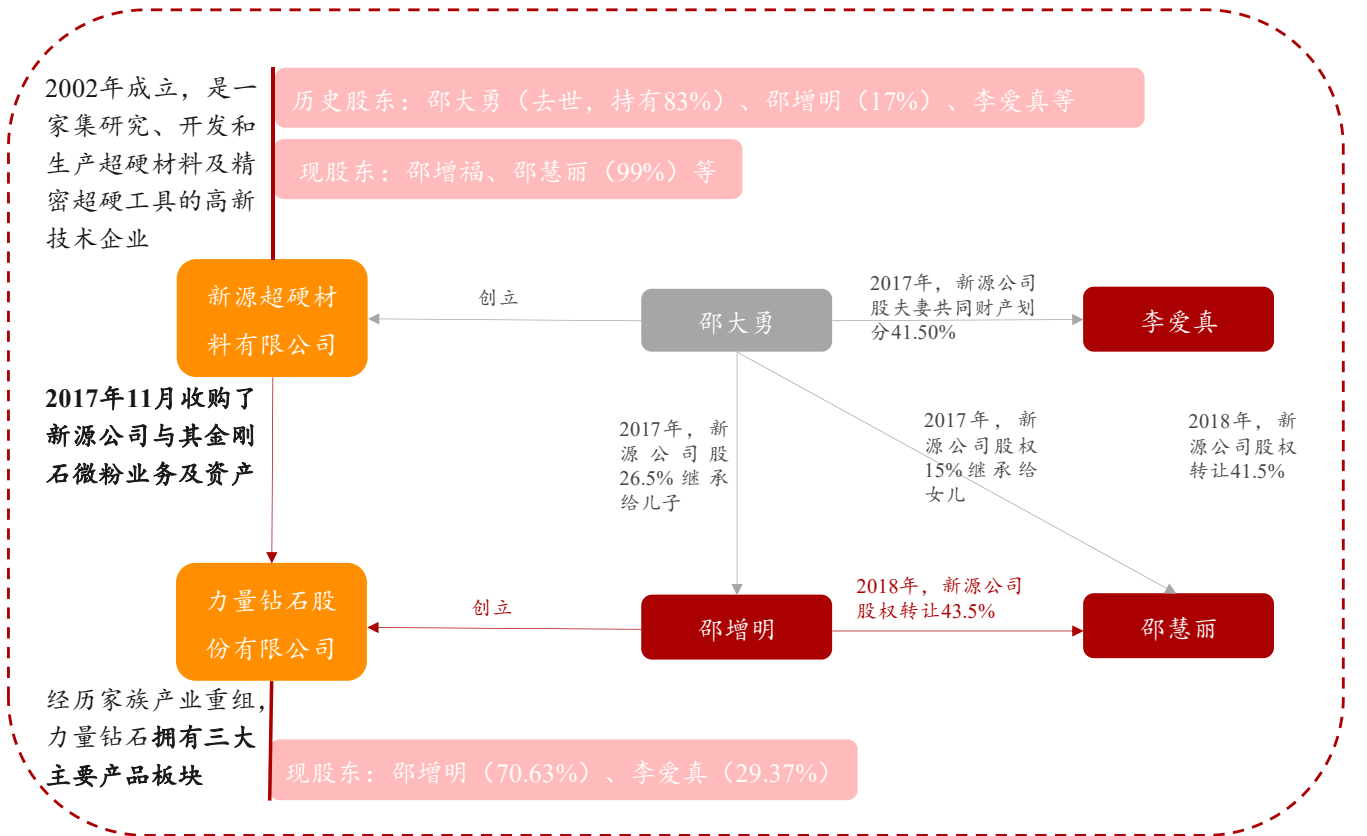 2002年成立，是一
家集研究、开发和
生产超硬材料及精
密超硬工具的高新
技术企业
历史股东：邵大勇（去世，持有83%）、邵增明（17%）、李爱真等
现股东：邵增福、邵慧丽（99%）等
新源超硬材
料有限公司
创立
邵大勇
2017年，新源公司
股夫妻共同财产划
分41.50%
李爱真
2017年11月收购了
新源公司与其金刚
石微粉业务及资产
2017年，新
源公司股
26.5%继承
给儿子
2017年，新
源公司股权
15%继承给
女儿
2018年，新
源公司股权
转让41.5%
力量钻石股
份有限公司
创立
邵增明
2018年，新源公司
股权转让43.5%
邵慧丽
经历家族产业重组，
力量钻石拥有三大
主要产品板块
现股东：邵增明（70.63%）、李爱真（29.37%）